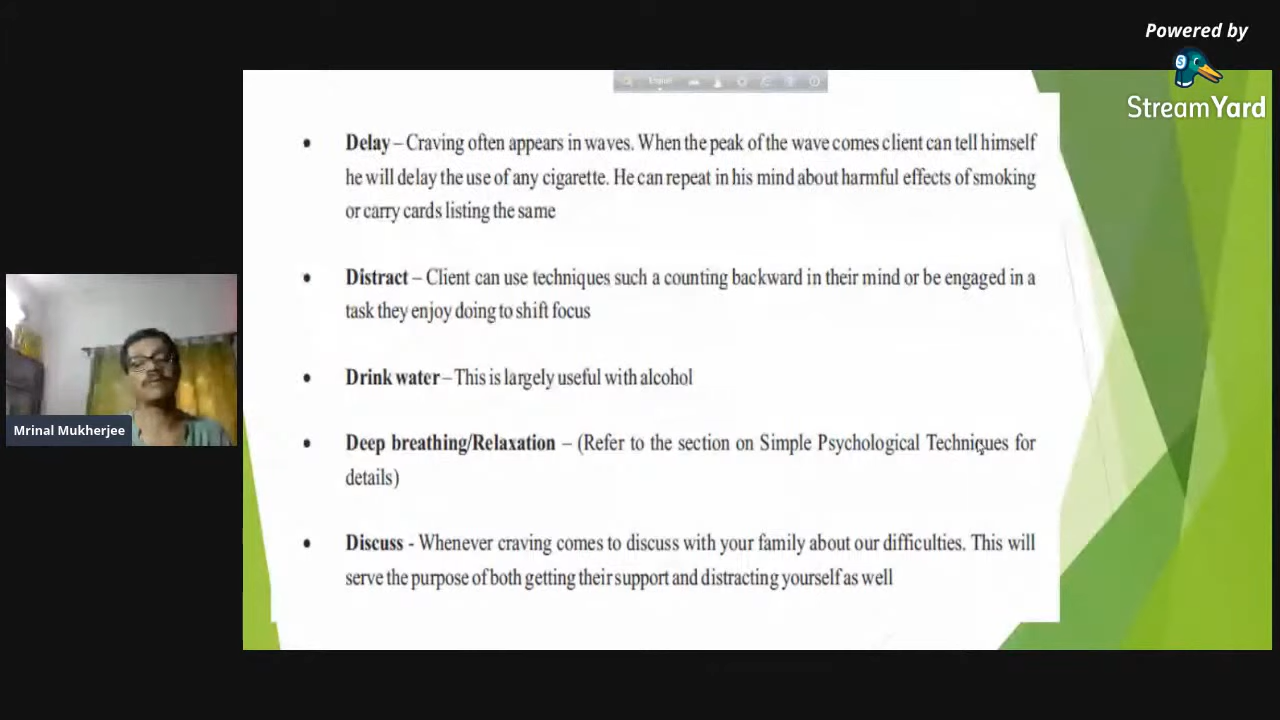 Powered by
StreamYard
Delay – Craving often appears in waves. When the peak of the wave comes client can tell himself
he will delay the use of any cigarette. He can repeat in his mind about harmful effects of smoking
or carry cards listing the same
Distract – Client can use techniques such a counting backward in their mind or be engaged in a
task they enjoy doing to shift focus
Drink water – This is largely useful with alcohol
Deep breathing/Relaxation – (Refer to the section on Simple Psychological Techniques for
details)
Discuss - Whenever craving comes to discuss with your family about our difficulties. This will
serve the purpose of both getting their support and distracting yourself as well
Mrinal Mukherjee